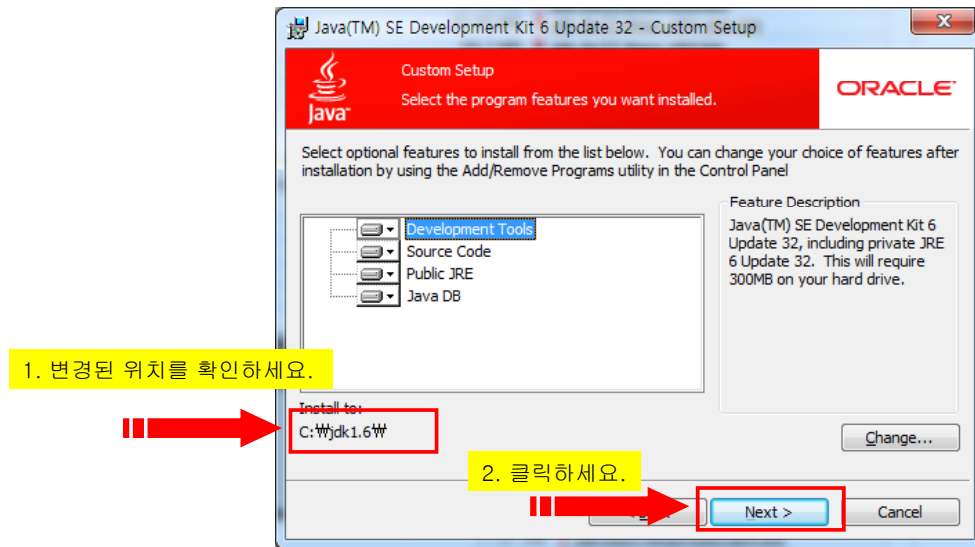 Java(TM) SE Development Kit 6 Update 32 - Custom Setup
Custom Setup
Select the program features you want installed.
Java™
ORACLE
Select optional features to install from the list below. You can change your choice of features after
installation by using the Add/Remove Programs utility in the Control Panel
Development Tools
Source Code
Public JRE
Java DB
Feature Description
Java(TM) SE Development Kit 6
Update 32, including private JRE
6 Update 32. This will require
300MB on your hard drive.
1. 변경된 위치를 확인하세요.
Install to:
C:₩jdk1.6₩
Change...
2. 클릭하세요.
Next >
Cancel